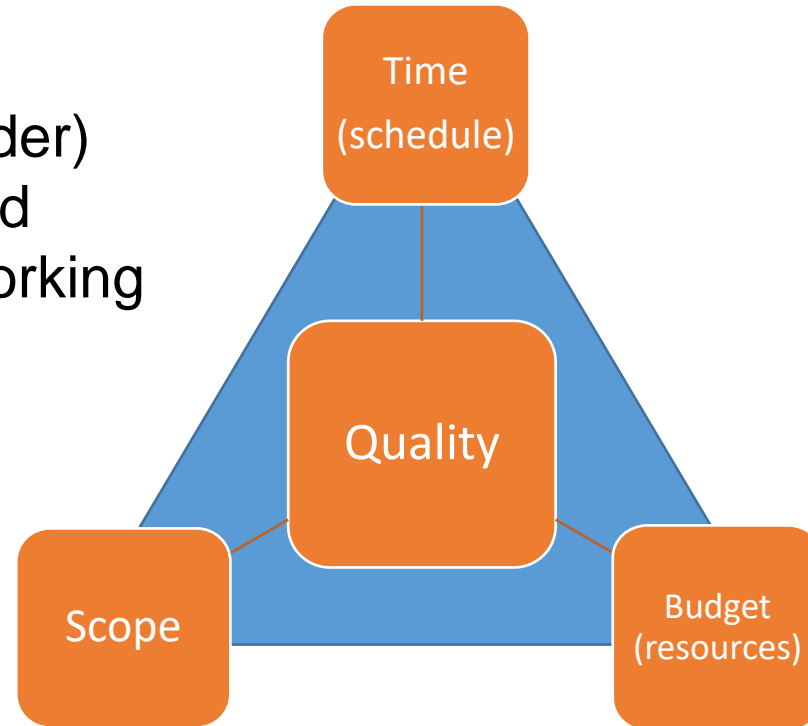 der)
d
orking
Time
(schedule)
Quality
Scope
Budget
(resources)